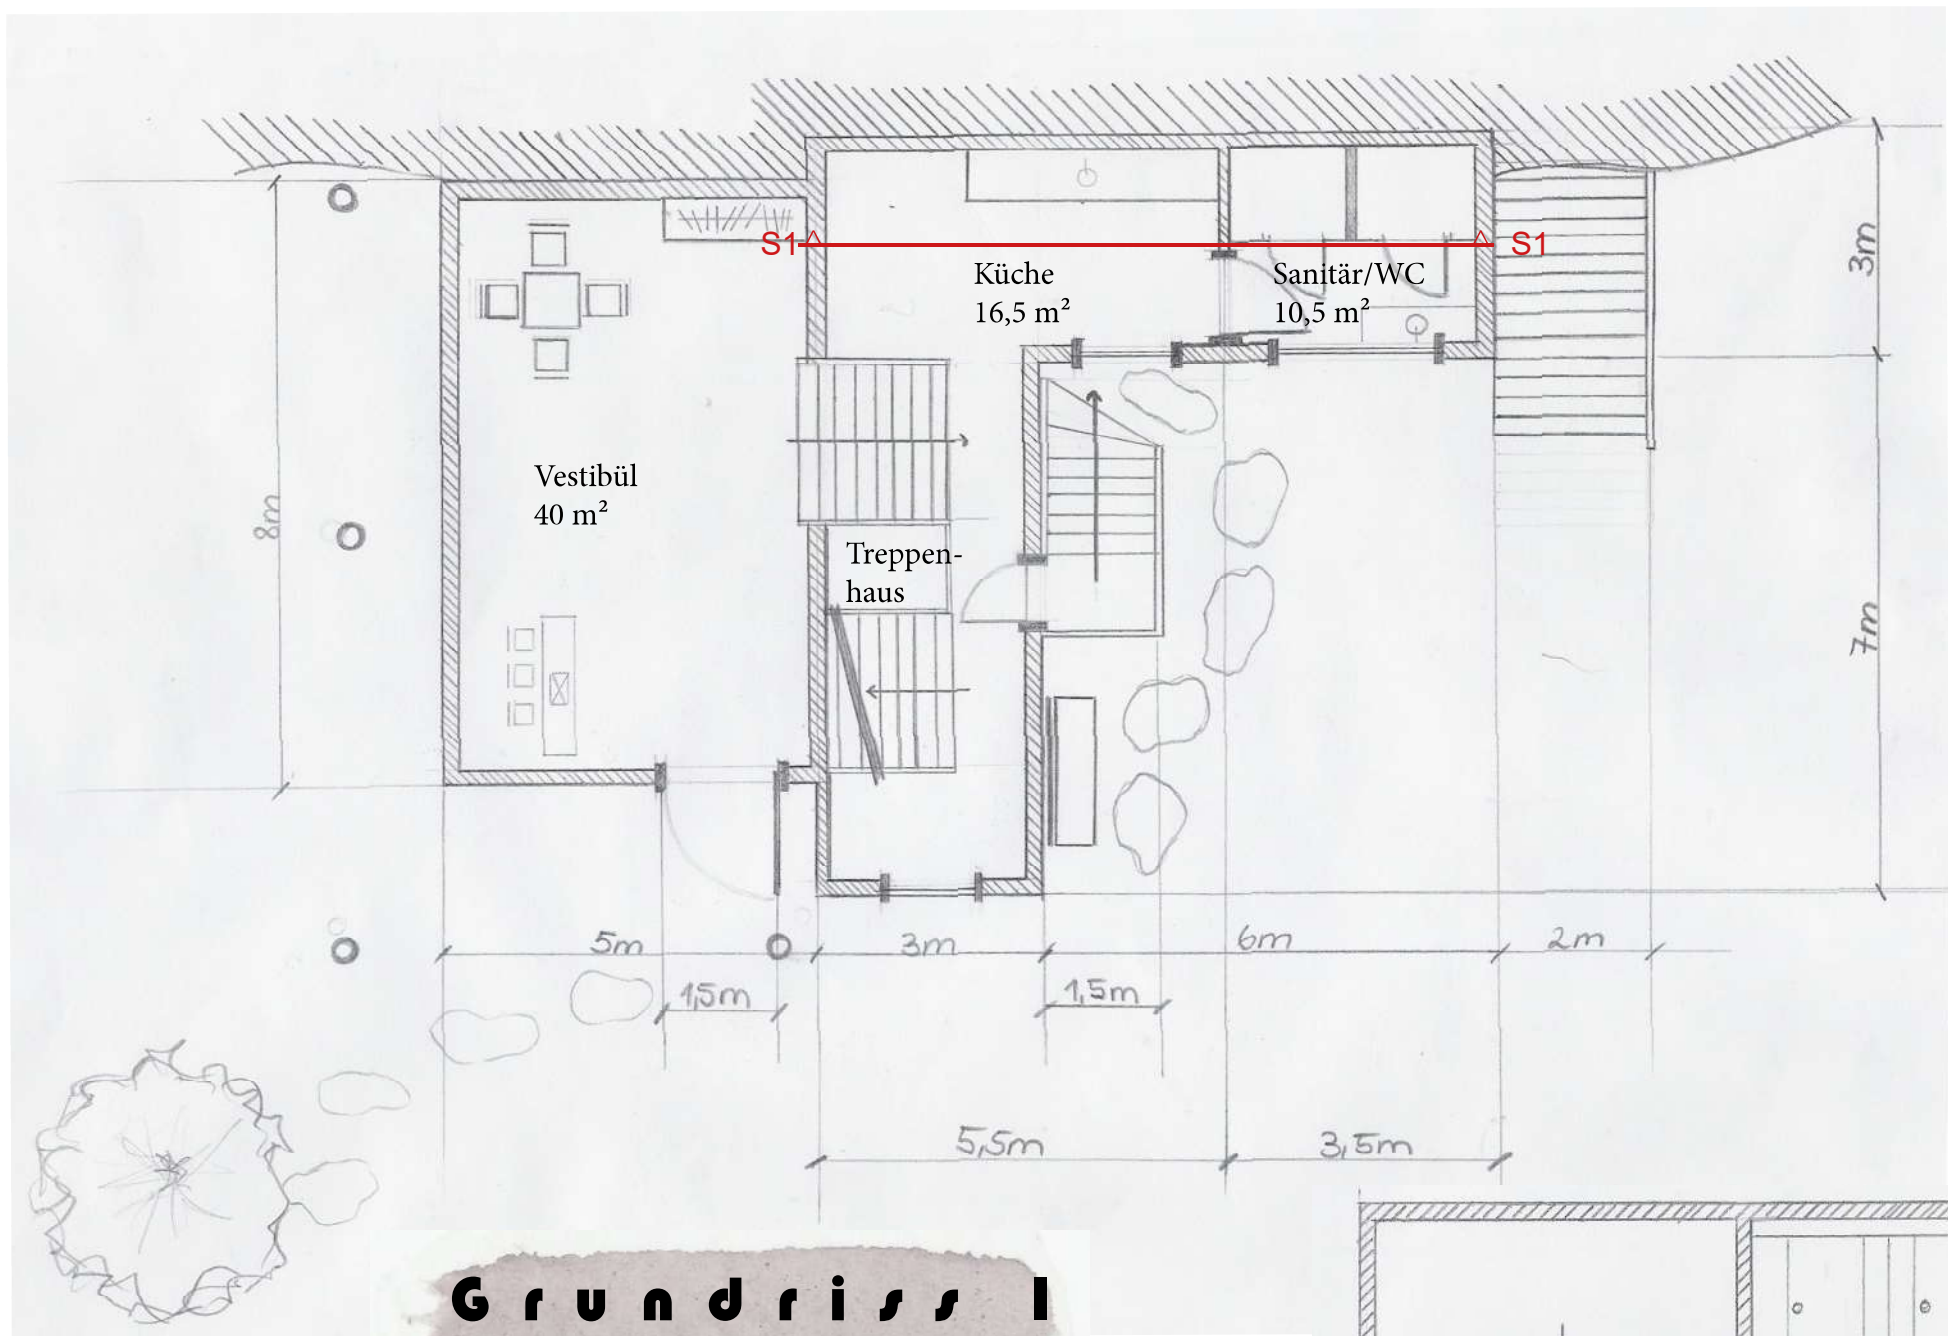 S1
S1
Küche
16,5 m²
Sanitär/WC
10,5 m²
3m
Vestibül
40 m²
8m
Treppen-
haus
7m
5m
3m
6m
2m
1,5m
1,5m
5,5m
3,5m
Grundriss I